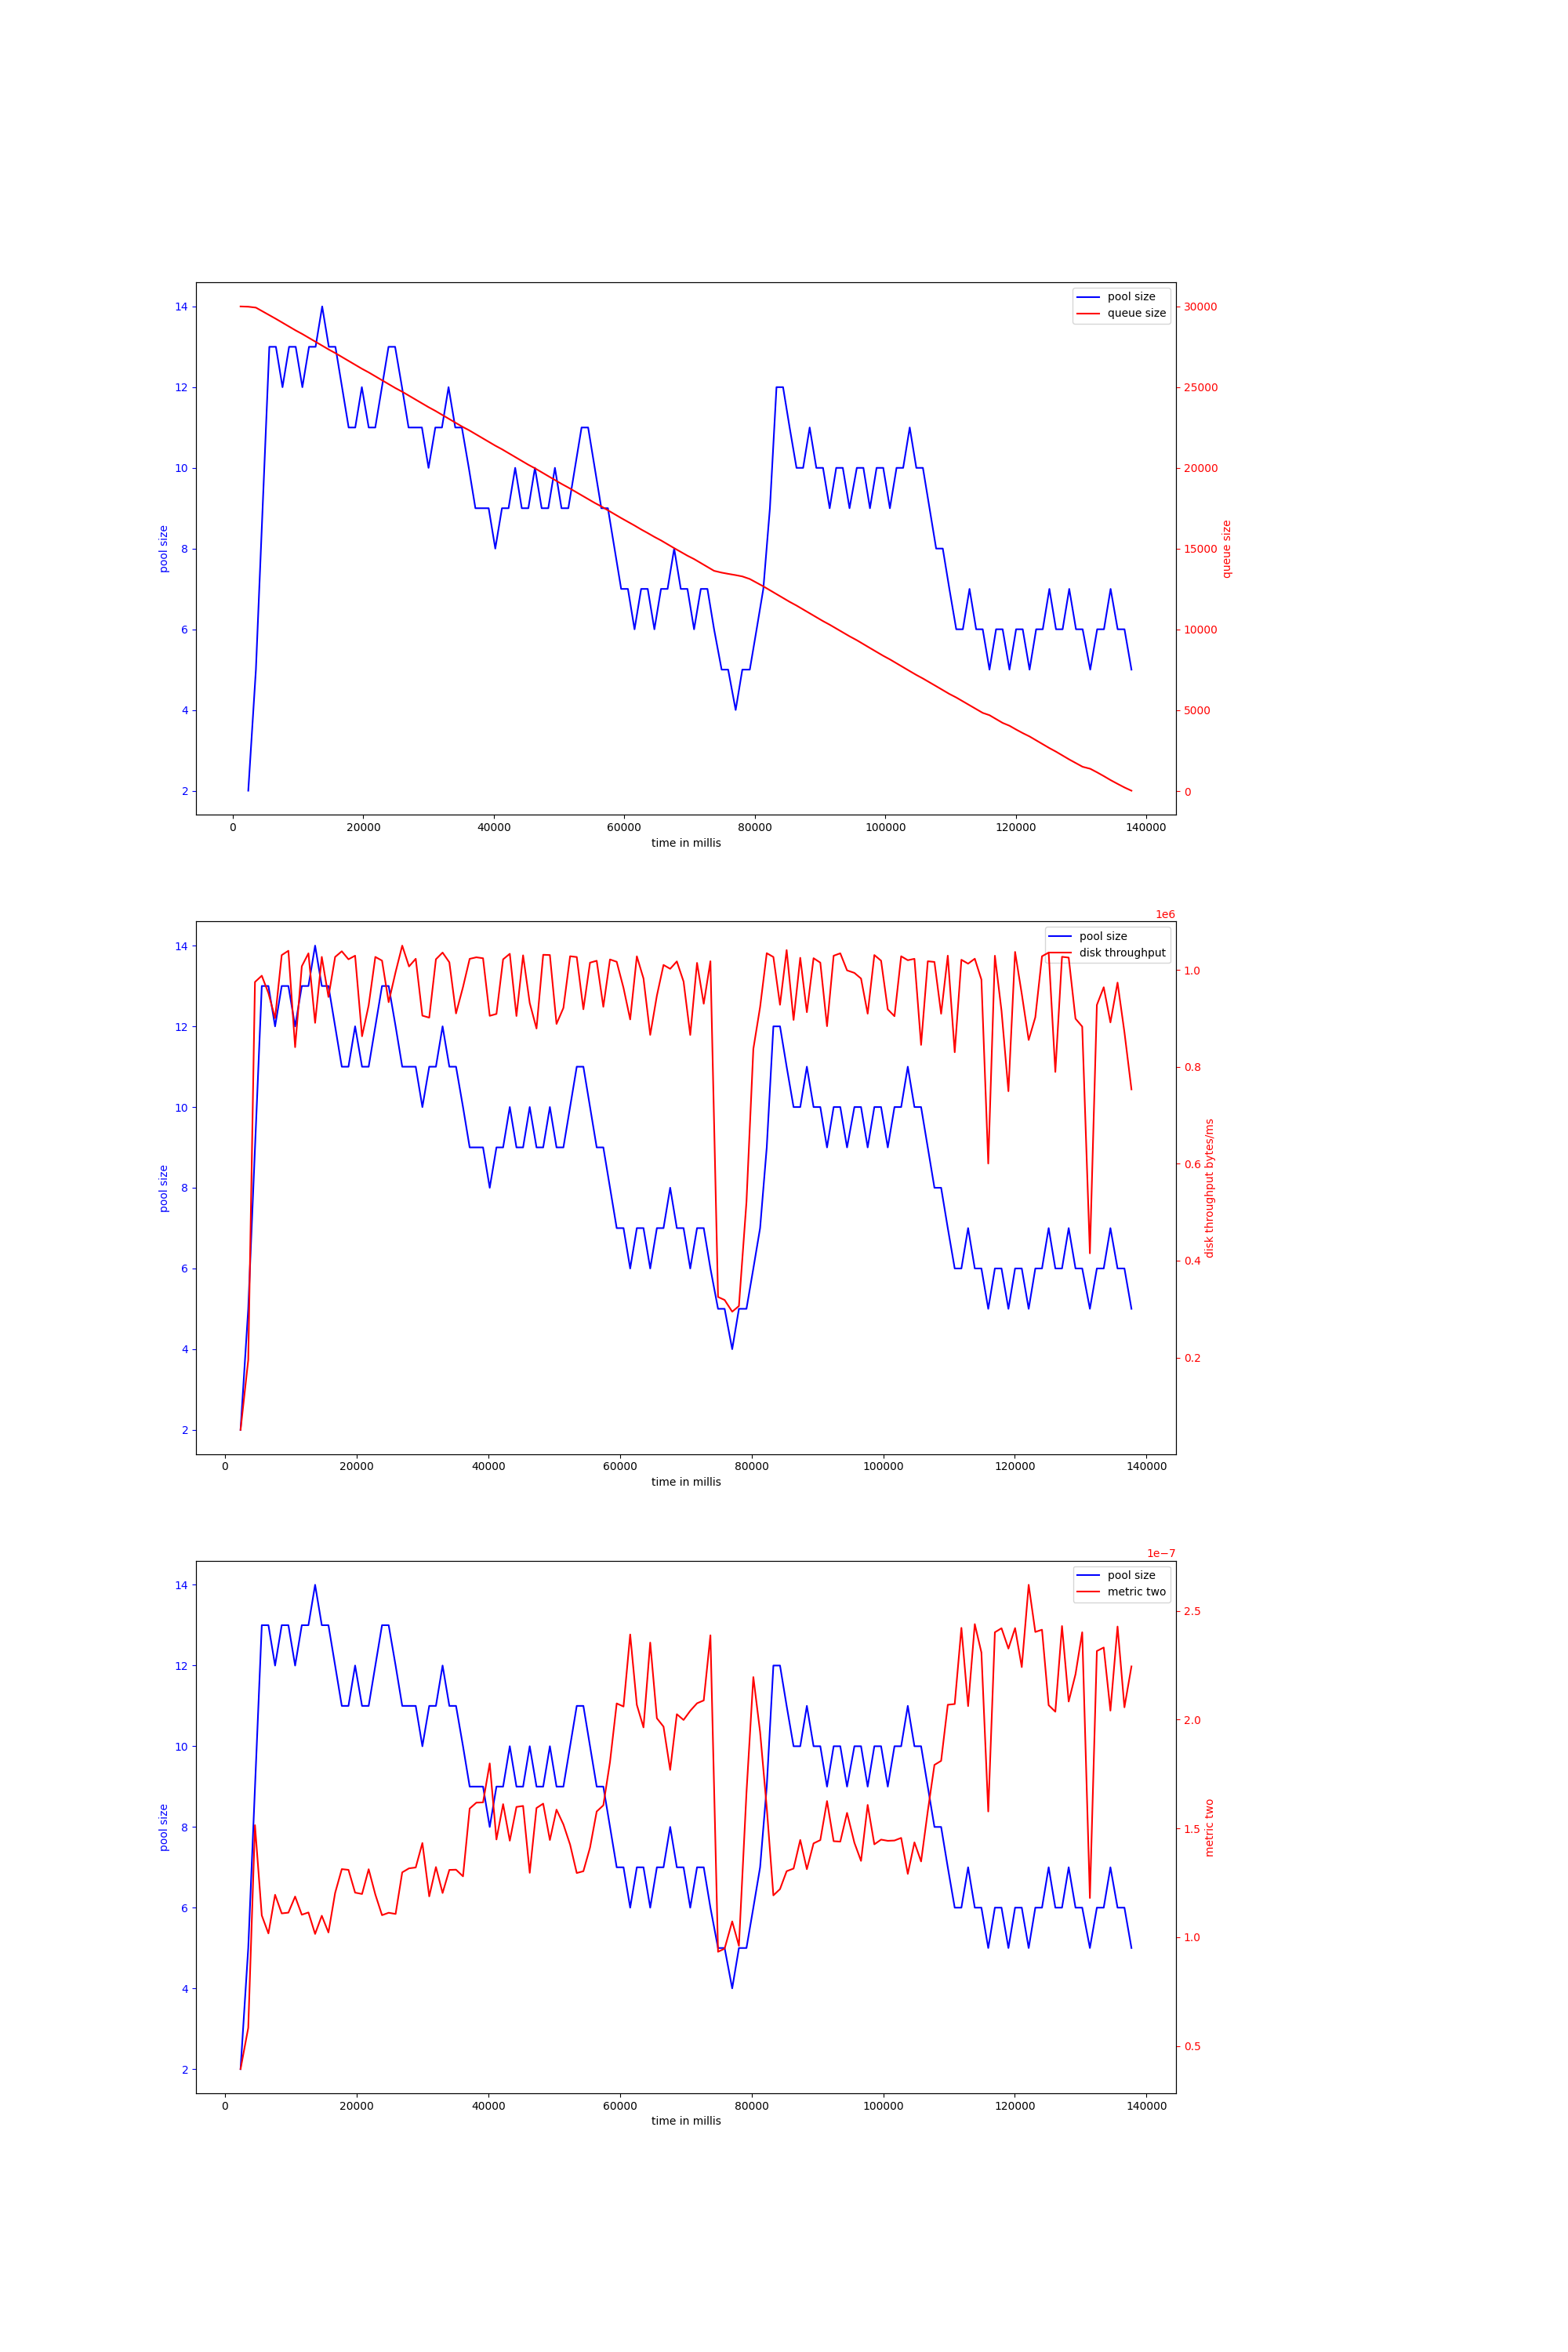 pool size
queue size
14
12
10
8
6
4
2
pool size
30000
25000
20000
15000
10000
5000
0
queue size
0 20000 40000 60000 80000 100000 120000 140000
time in millis
1e6
pool size
disk throughput
14
12
10
8
6
4
2
pool size
1.0
0.8
0.6
0.4
0.2
disk throughput bytes/ms
0 20000 40000 60000 80000 100000 120000 140000
time in millis
1e−7
pool size
metric two
14
12
10
8
6
4
2
pool size
2.5
2.0
1.5
1.0
0.5
metric two
0 20000 40000 60000 80000 100000 120000 140000
time in millis